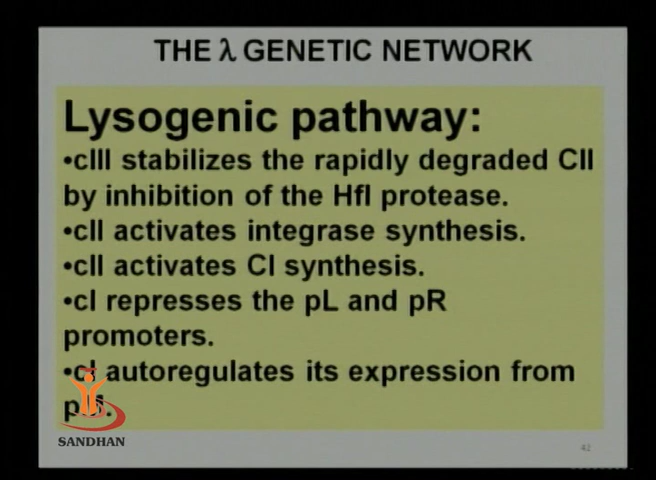 THE λ GENETIC NETWORK
Lysogenic pathway:
•cIII stabilizes the rapidly degraded CII
by inhibition of the Hfl protease.
•cII activates integrase synthesis.
•cII activates CI synthesis.
•cI represses the pL and pR
promoters.
•cI autoregulates its expression from
SANDHAN
42